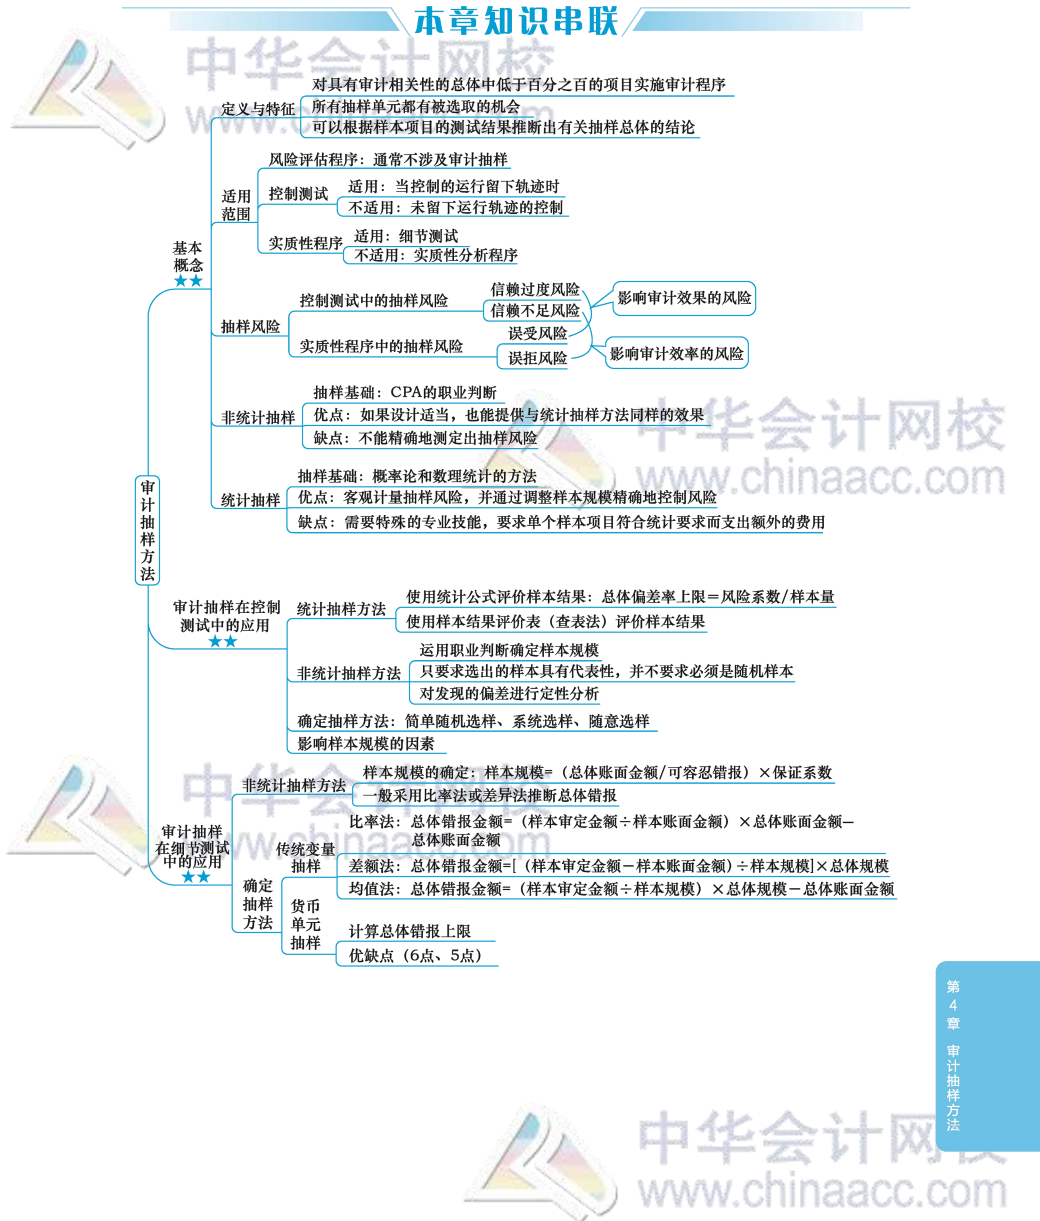 本章知识串联
中华会计网校
www.chinaacc.com
对具有审计相关性的总体中低于百分之百的项目实施审计程序
定义与特征
所有抽样单元都有被选取的机会
可以根据样本项目的测试结果推断出有关抽样总体的结论
风险评估程序：通常不涉及审计抽样
适用
范围
控制测试
适用：当控制的运行留下轨迹时
不适用：未留下运行轨迹的控制
实质性程序
适用：细节测试
不适用：实质性分析程序
基本
概念
★★
抽样风险
控制测试中的抽样风险
信赖过度风险
信赖不足风险
实质性程序中的抽样风险
误受风险
误拒风险
影响审计效果的风险
影响审计效率的风险
非统计抽样
抽样基础：CPA的职业判断
优点：如果设计适当，也能提供与统计抽样方法同样的效果
缺点：不能精确地测定出抽样风险
中华会计网校
www.chinaacc.com
统计抽样
抽样基础：概率论和数理统计的方法
优点：客观计量抽样风险，并通过调整样本规模精确地控制风险
缺点：需要特殊的专业技能，要求单个样本项目符合统计要求而支出额外的费用
审计抽样方法
审计抽样在控制
测试中的应用
★★
统计抽样方法
使用统计公式评价样本结果：总体偏差率上限＝风险系数/样本量
使用样本结果评价表（查表法）评价样本结果
非统计抽样方法
运用职业判断确定样本规模
只要求选出的样本具有代表性，并不要求必须是随机样本
对发现的偏差进行定性分析
确定抽样方法：简单随机选样、系统选样、随意选样
影响样本规模的因素
中华会计网校
www.chinaacc.com
审计抽样
在细节测试
中的应用
★★
非统计抽样方法
样本规模的确定：样本规模=（总体账面金额/可容忍错报）×保证系数
一般采用比率法或差异法推断总体错报
确定
抽样
方法
传统变量
抽样
比率法：总体错报金额=（样本审定金额÷样本账面金额）×总体账面金额—
总体账面金额
差额法：总体错报金额=[（样本审定金额－样本账面金额）÷样本规模]×总体规模
均值法：总体错报金额=（样本审定金额÷样本规模）×总体规模－总体账面金额
货币
单元
抽样
计算总体错报上限
优缺点（6点、5点）
第4章 审计抽样方法
中华会计网校
www.chinaacc.com